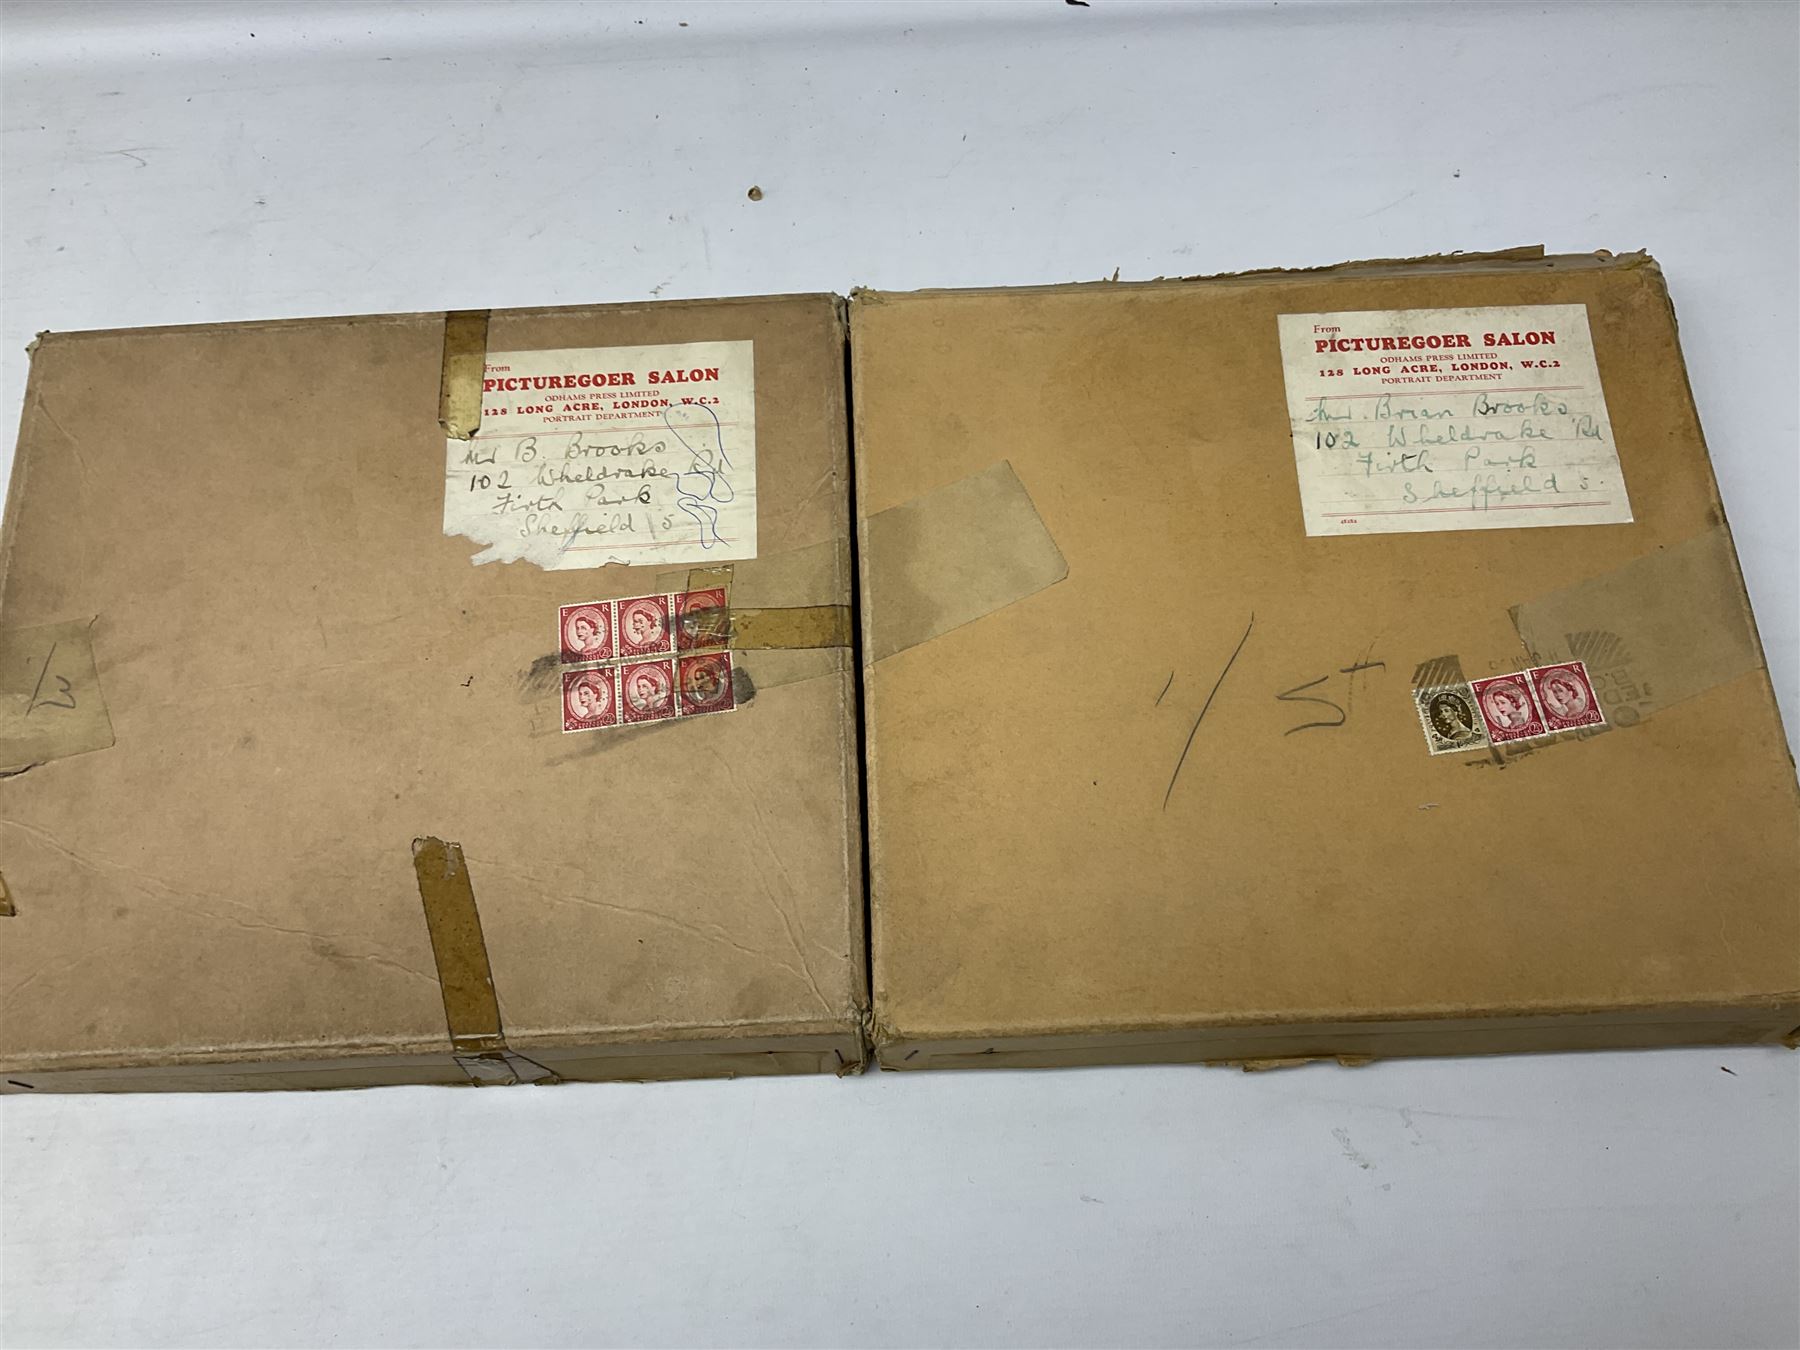 From
PICTUREGOER SALON
ODHAMS PRESS LIMITED
128 LONG ACRE, LONDON, W.C.2
PORTRAIT DEPARTMENT
Mr B. Brooks
102 Wheldrake Rd
Firth Park
Sheffield 5
E R E R E R
E R E R E R
From
PICTUREGOER SALON
ODHAMS PRESS LIMITED
128 LONG ACRE, LONDON, W.C.2
PORTRAIT DEPARTMENT
Mr. Brian Brooks
102 Wheldrake Rd
Firth Park
Sheffield 5.
48282
E R E R